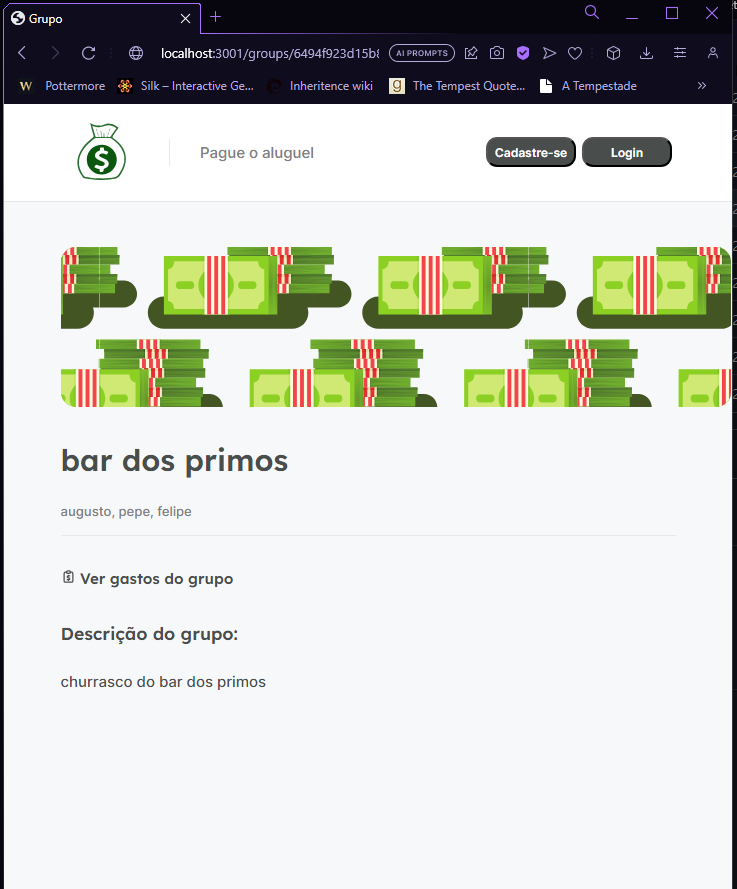 Grupo
localhost:3001/groups/6494f923d15b8
AI PROMPTS
W Pottermore Silk – Interactive Ge... Inheritence wiki g The Tempest Quote... A Tempestade »
$ Pague o aluguel Cadastre-se Login
bar dos primos
augusto, pepe, felipe
Ver gastos do grupo
Descrição do grupo:
churrasco do bar dos primos